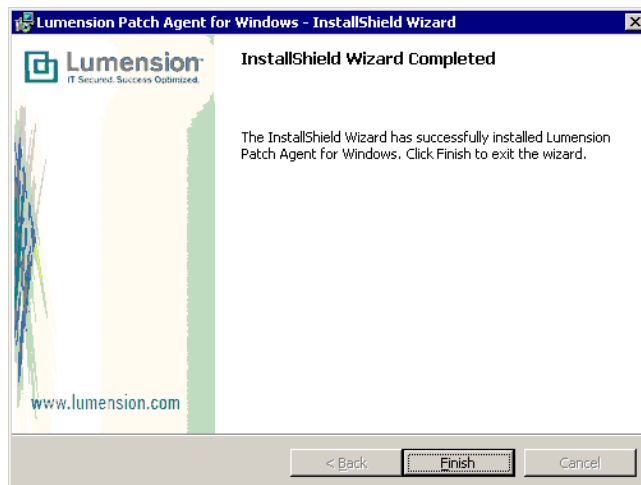 Lumension Patch Agent for Windows - InstallShield Wizard
Lumension
IT Secured. Success Optimized.
InstallShield Wizard Completed
The InstallShield Wizard has successfully installed Lumension
Patch Agent for Windows. Click Finish to exit the wizard.
www.lumension.com
< Back
Finish
Cancel